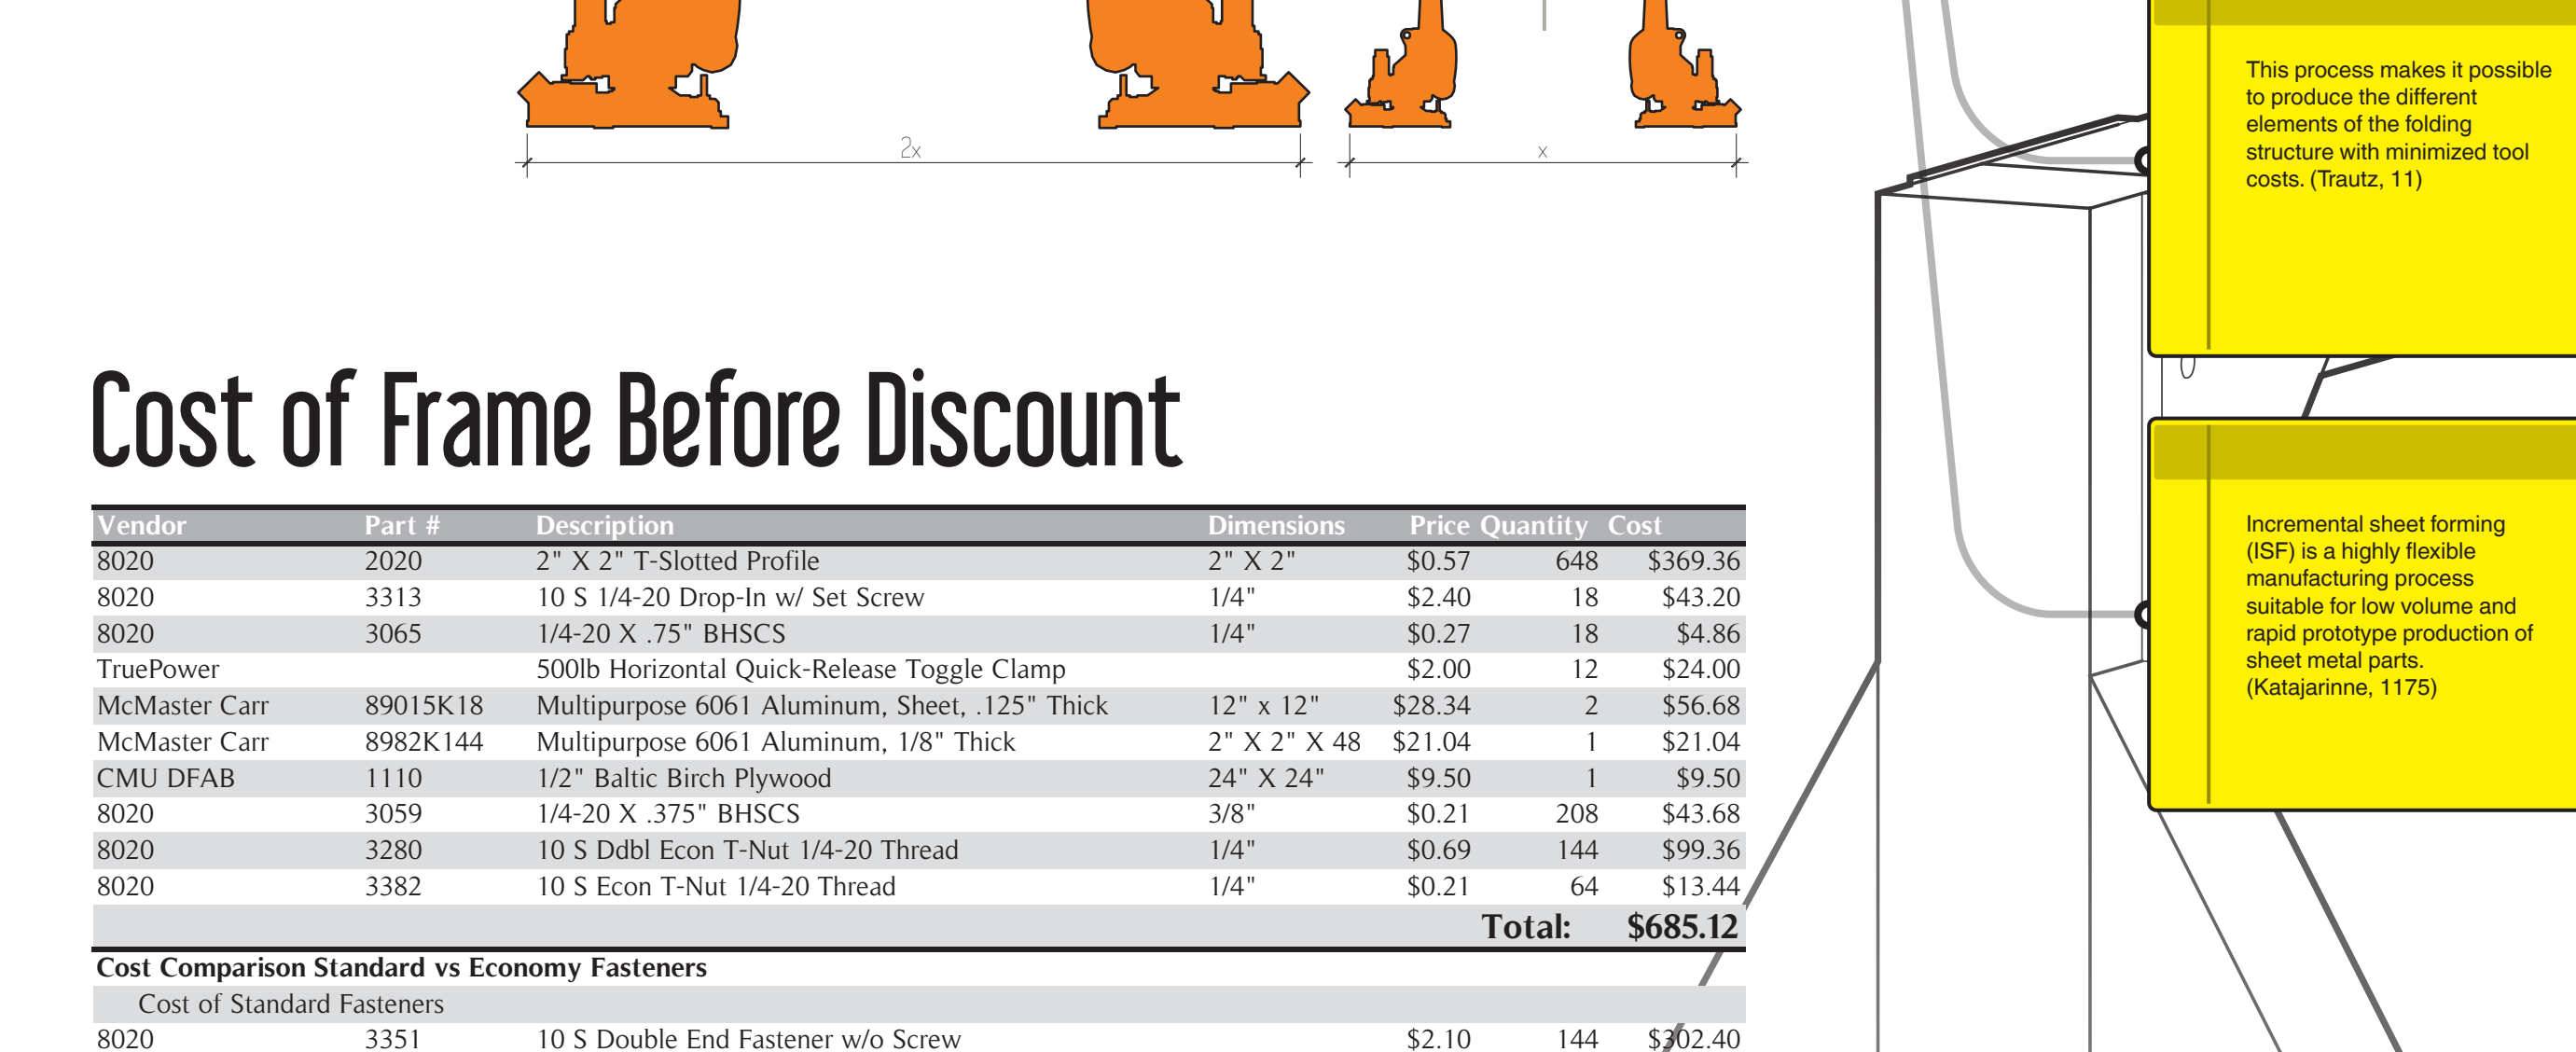 2x
x
This process makes it possible
to produce the different
elements of the folding
structure with minimized tool
costs. (Trautz, 11)
Cost of Frame Before Discount
Vendor Part # Description Dimensions Price Quantity Cost
8020 2020 2" X 2" T-Slotted Profile 2" X 2" $0.57 648 $369.36
8020 3313 10 S 1/4-20 Drop-In w/ Set Screw 1/4" $2.40 18 $43.20
8020 3065 1/4-20 X .75" BHSCS 1/4" $0.27 18 $4.86
TruePower 500lb Horizontal Quick-Release Toggle Clamp $2.00 12 $24.00
McMaster Carr 89015K18 Multipurpose 6061 Aluminum, Sheet, .125" Thick 12" x 12" $28.34 2 $56.68
McMaster Carr 8982K144 Multipurpose 6061 Aluminum, 1/8" Thick 2" X 2" X 48 $21.04 1 $21.04
CMU DFAB 1110 1/2" Baltic Birch Plywood 24" X 24" $9.50 1 $9.50
8020 3059 1/4-20 X .375" BHSCS 3/8" $0.21 208 $43.68
8020 3280 10 S Ddbl Econ T-Nut 1/4-20 Thread 1/4" $0.69 144 $99.36
8020 3382 10 S Econ T-Nut 1/4-20 Thread 1/4" $0.21 64 $13.44
Total: $685.12
Cost Comparison Standard vs Economy Fasteners
Cost of Standard Fasteners
8020 3351 10 S Double End Fastener w/o Screw $2.10 144 $302.40
Incremental sheet forming
(ISF) is a highly flexible
manufacturing process
suitable for low volume and
rapid prototype production of
sheet metal parts.
(Katajarinne, 1175)